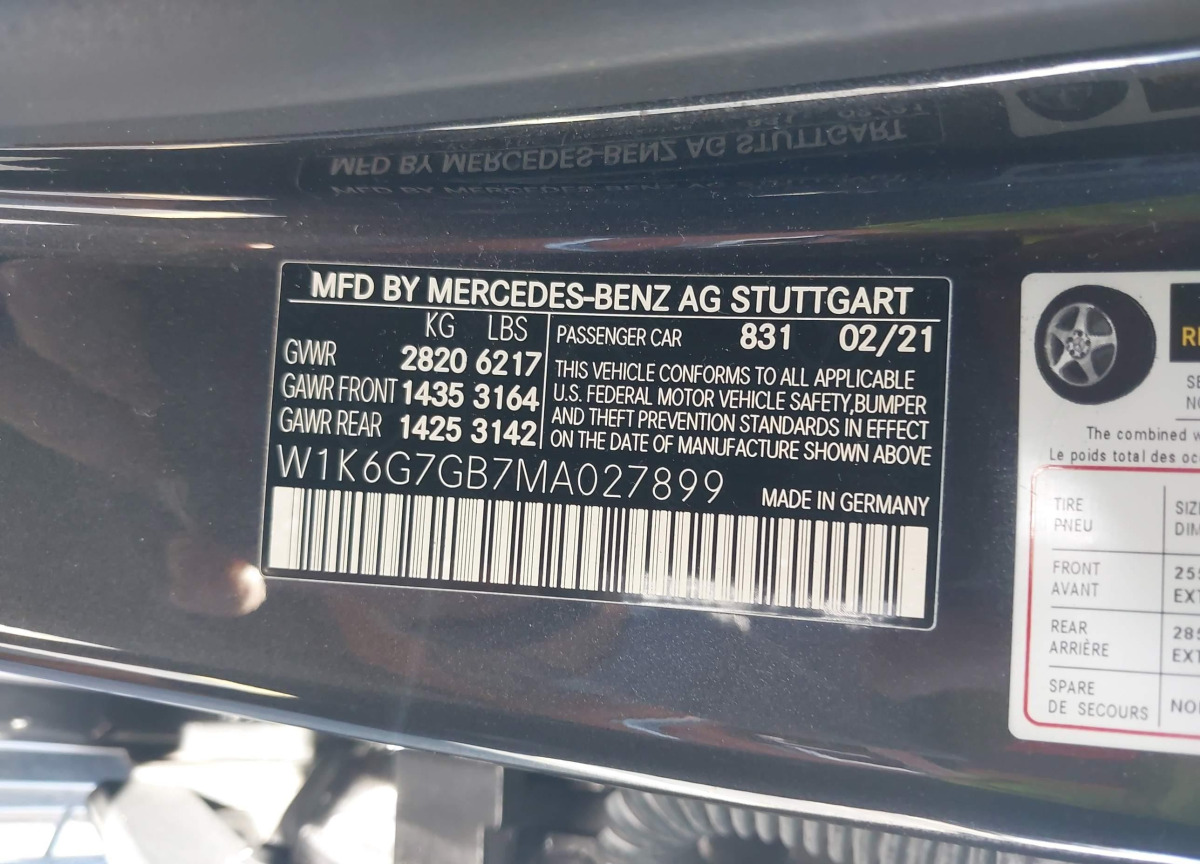 MFD BY MERCEDES-BENZ AG STUTTGART
MFD BY MERCEDES-BENZ AG STUTTGART
KG LBS
GVWR 2820 6217
GAWR FRONT 1435 3164
GAWR REAR 1425 3142
PASSENGER CAR 831 02/21
THIS VEHICLE CONFORMS TO ALL APPLICABLE
U.S. FEDERAL MOTOR VEHICLE SAFETY,BUMPER
AND THEFT PREVENTION STANDARDS IN EFFECT
ON THE DATE OF MANUFACTURE SHOWN ABOVE
W1K6G7GB7MA027899
MADE IN GERMANY
The combined
Le poids total des
TIRE
PNEU
FRONT
AVANT
REAR
ARRIÈRE
SPARE
DE SECOURS